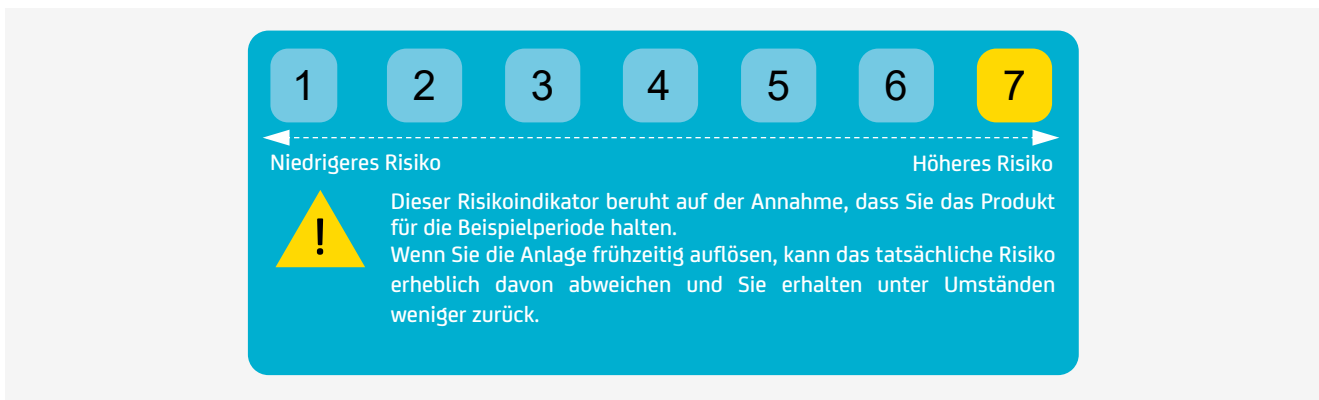 1 2 3 4 5 6 7
Niedrigeres Risiko Höheres Risiko
!
Dieser Risikoindikator beruht auf der Annahme, dass Sie das Produkt
für die Beispielperiode halten.
Wenn Sie die Anlage frühzeitig auflösen, kann das tatsächliche Risiko
erheblich davon abweichen und Sie erhalten unter Umständen
weniger zurück.